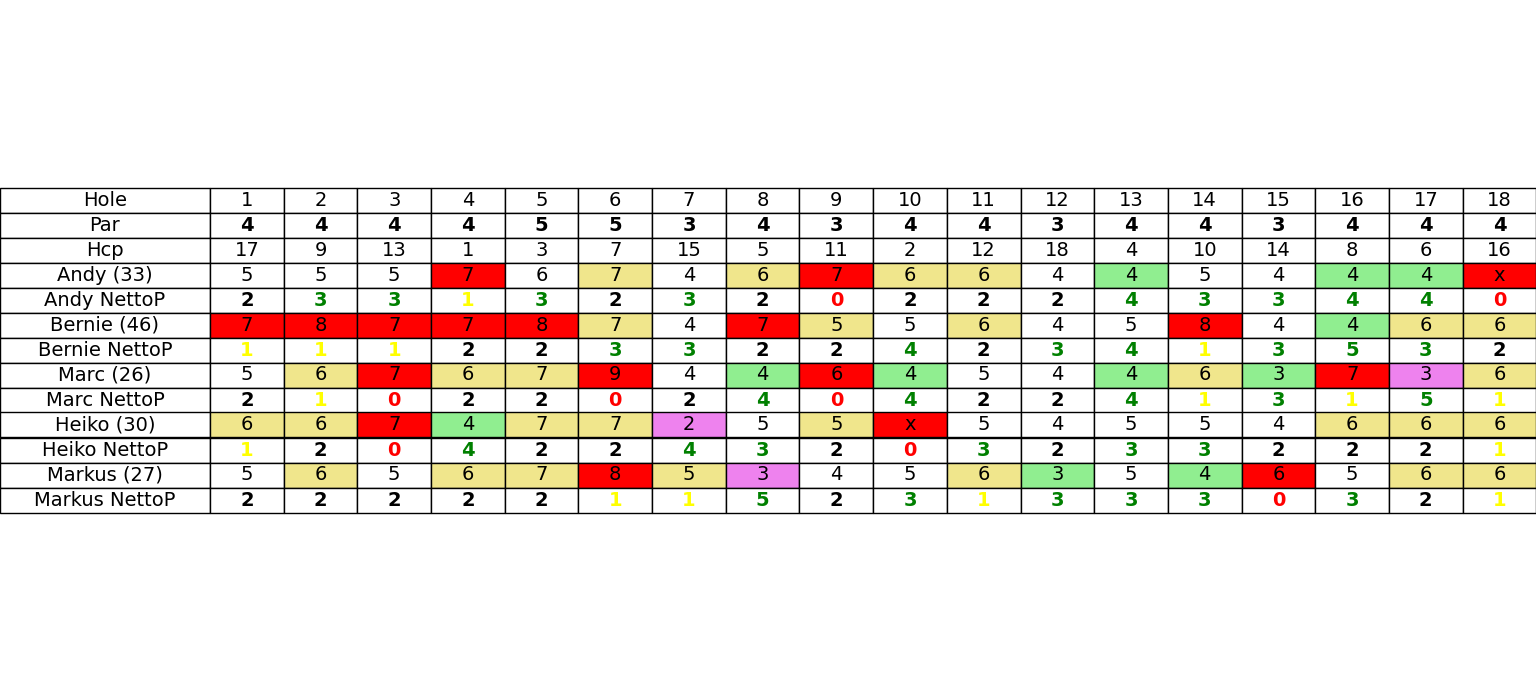 Hole 1 2 3 4 5 6 7 8 9 10 11 12 13 14 15 16 17 18
Par 4 4 4 4 5 5 3 4 3 4 4 3 4 4 3 4 4 4
Hcp 17 9 13 1 3 7 15 5 11 2 12 18 4 10 14 8 6 16
Andy (33) 5 5 5 7 6 7 4 6 7 6 6 4 4 5 4 4 4 x
Andy NettoP 2 3 3 1 3 2 3 2 0 2 2 2 4 3 3 4 4 0
Bernie (46) 7 8 7 7 8 7 4 7 5 5 6 4 5 8 4 4 6 6
Bernie NettoP 1 1 1 2 2 3 3 2 2 4 2 3 4 1 3 5 3 2
Marc (26) 5 6 7 6 7 9 4 4 6 4 5 4 4 6 3 7 3 6
Marc NettoP 2 1 0 2 2 0 2 4 0 4 2 2 4 1 3 1 5 1
Heiko (30) 6 6 7 4 7 7 2 5 5 x 5 4 5 5 4 6 6 6
Heiko NettoP 1 2 0 4 2 2 4 3 2 0 3 2 3 3 2 2 2 1
Markus (27) 5 6 5 6 7 8 5 3 4 5 6 3 5 4 6 5 6 6
Markus NettoP 2 2 2 2 2 1 1 5 2 3 1 3 3 3 0 3 2 1